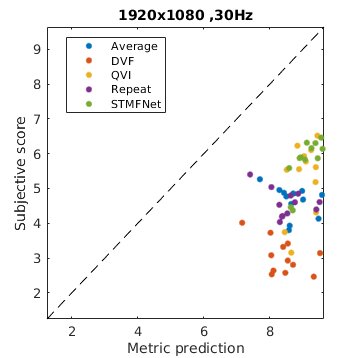 1920x1080 ,30Hz
9
8
7
6
5
4
3
2
Subjective score
Average
DVF
QVI
Repeat
STMFNet
2 4 6 8
Metric prediction